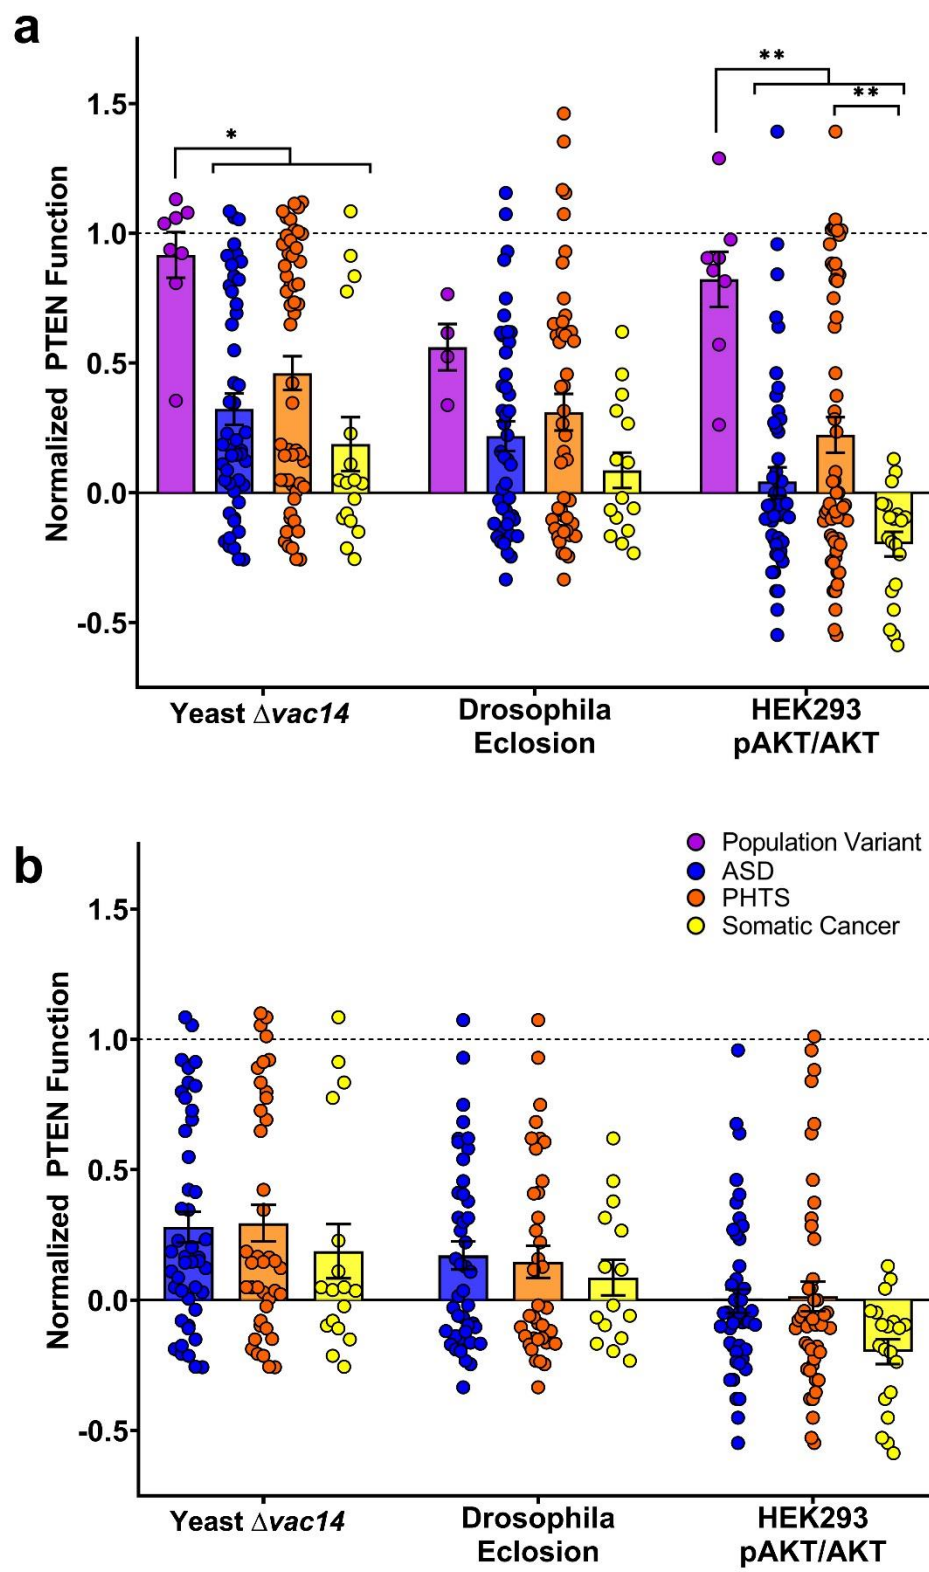 a
**
**
*
1.5
1.0
0.5
0.0
-0.5
Normalized PTEN Function
Yeast Δvac14
Drosophila
Eclosion
HEK293
pAKT/AKT
b
Population Variant
ASD
PHTS
Somatic Cancer
1.5
1.0
0.5
0.0
-0.5
Normalized PTEN Function
Yeast Δvac14
Drosophila
Eclosion
HEK293
pAKT/AKT